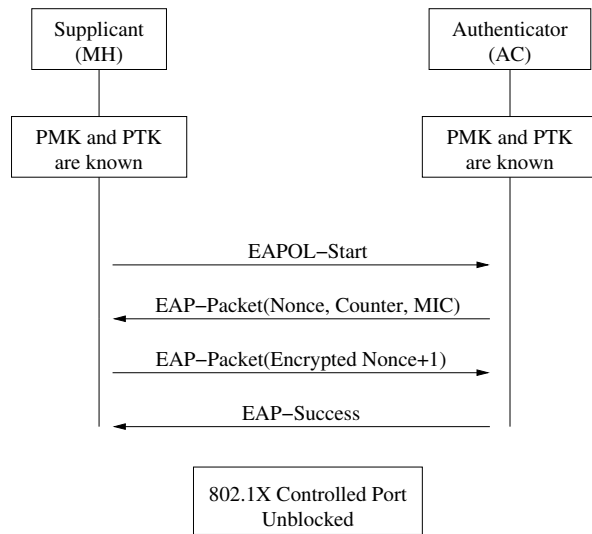 Supplicant
(MH)
Authenticator
(AC)
PMK and PTK
are known
PMK and PTK
are known
EAPOL−Start
EAP−Packet(Nonce, Counter, MIC)
EAP−Packet(Encrypted Nonce+1)
EAP−Success
802.1X Controlled Port
Unblocked